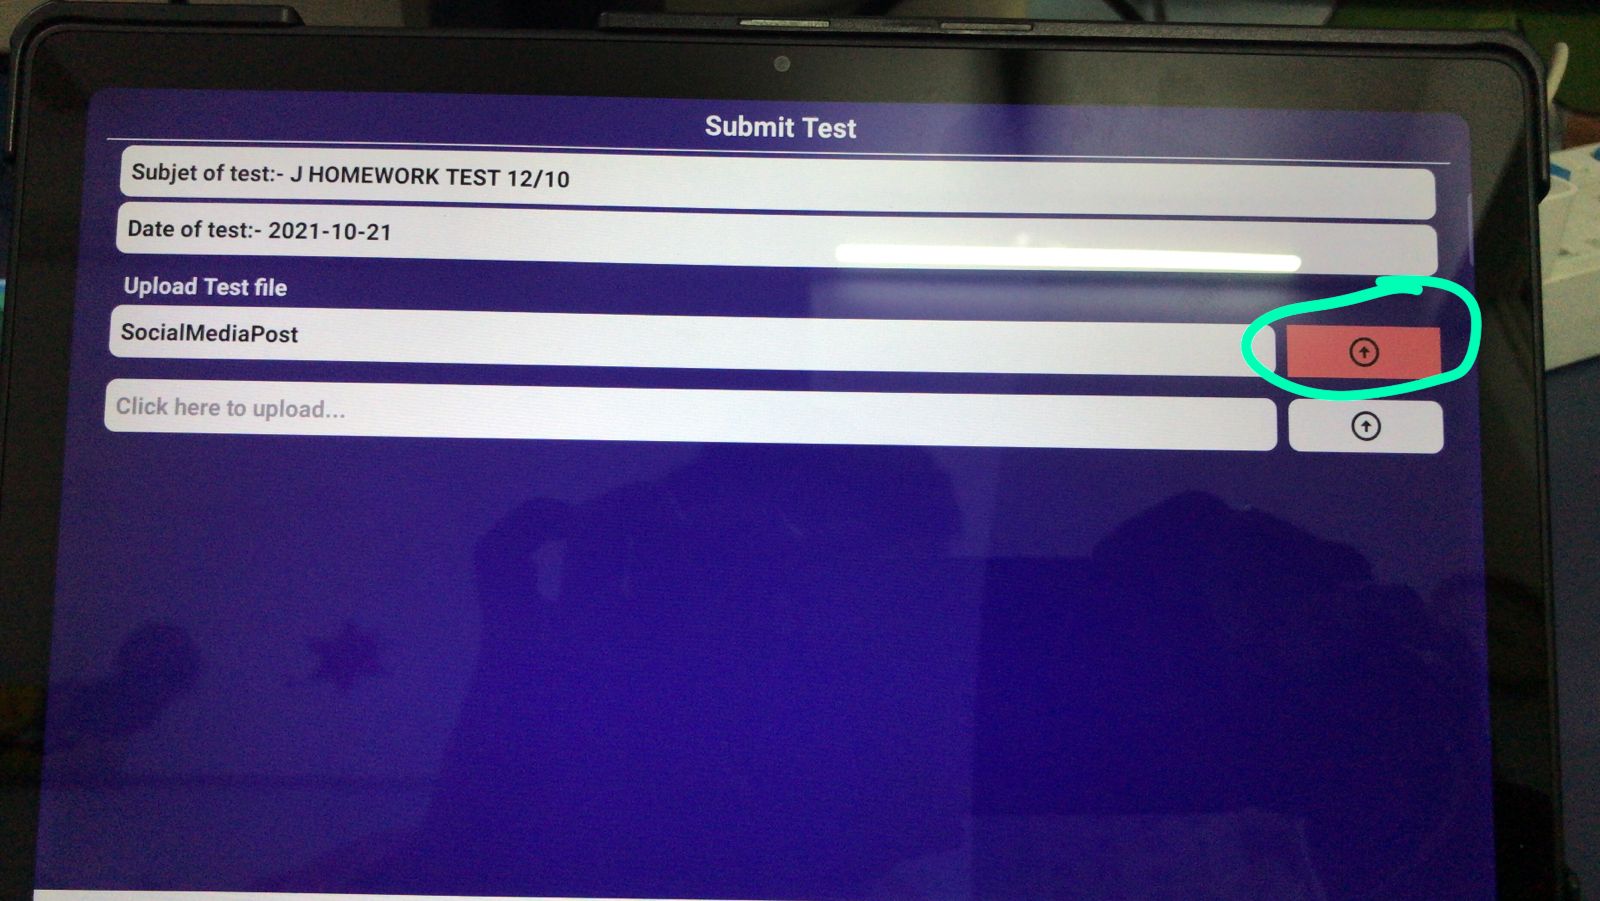 Submit Test
Subjet of test:- J HOMEWORK TEST 12/10
Date of test:- 2021-10-21
Upload Test file
SocialMediaPost
Click here to upload...